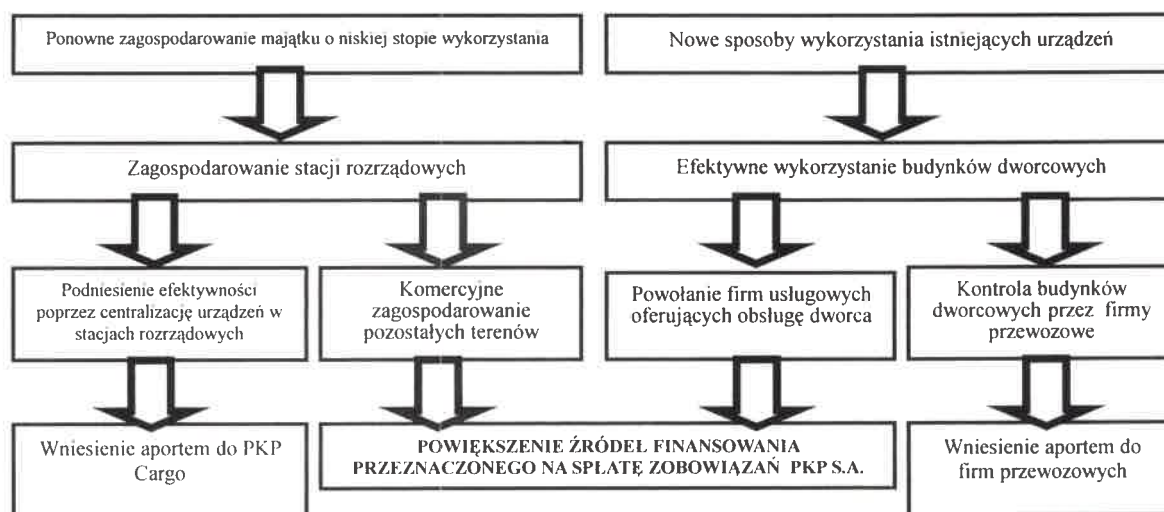 Ponowne zagospodarowanie majątku o niskiej stopie wykorzystania
Nowe sposoby wykorzystania istniejących urządzeń
Zagospodarowanie stacji rozrządowych
Efektywne wykorzystanie budynków dworcowych
Podniesienie efektywności
poprzez centralizację urządzeń w
stacjach rozrządowych
Komercyjne
zagospodarowanie
pozostałych terenów
Powołanie firm usługowych
oferujących obsługę dworca
Kontrola budynków
dworcowych przez firmy
przewozowe
Wniesienie aportem do PKP
Cargo
POWIĘKSZENIE ŹRÓDEŁ FINANSOWANIA
PRZEZNACZONEGO NA SPŁATĘ ZOBOWIĄZAŃ PKP S.A.
Wniesienie aportem do
firm przewozowych